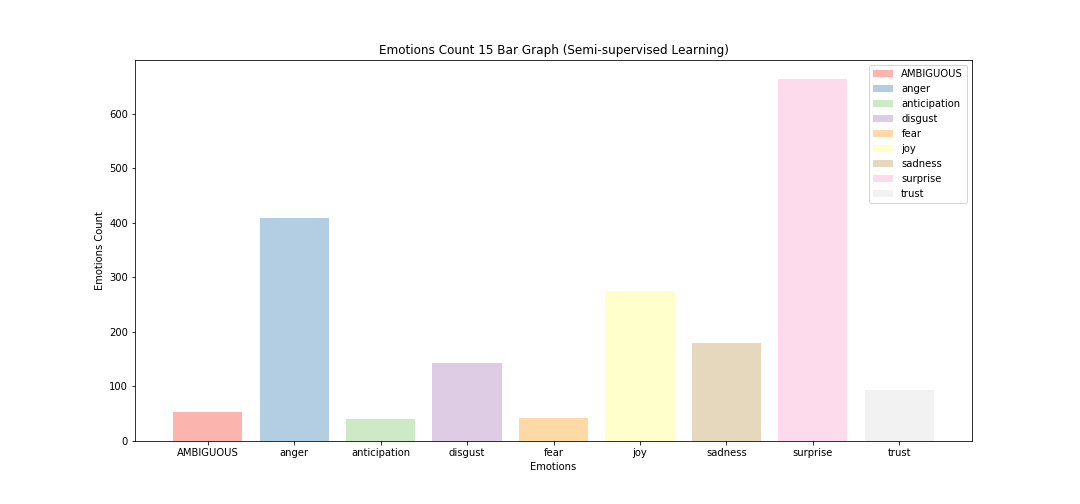 Emotions Count 15 Bar Graph (Semi-supervised Learning)
AMBIGUOUS
anger
anticipation
disgust
fear
joy
sadness
surprise
trust
Emotions Count
600
500
400
300
200
100
0
AMBIGUOUS anger anticipation disgust fear joy sadness surprise trust
Emotions